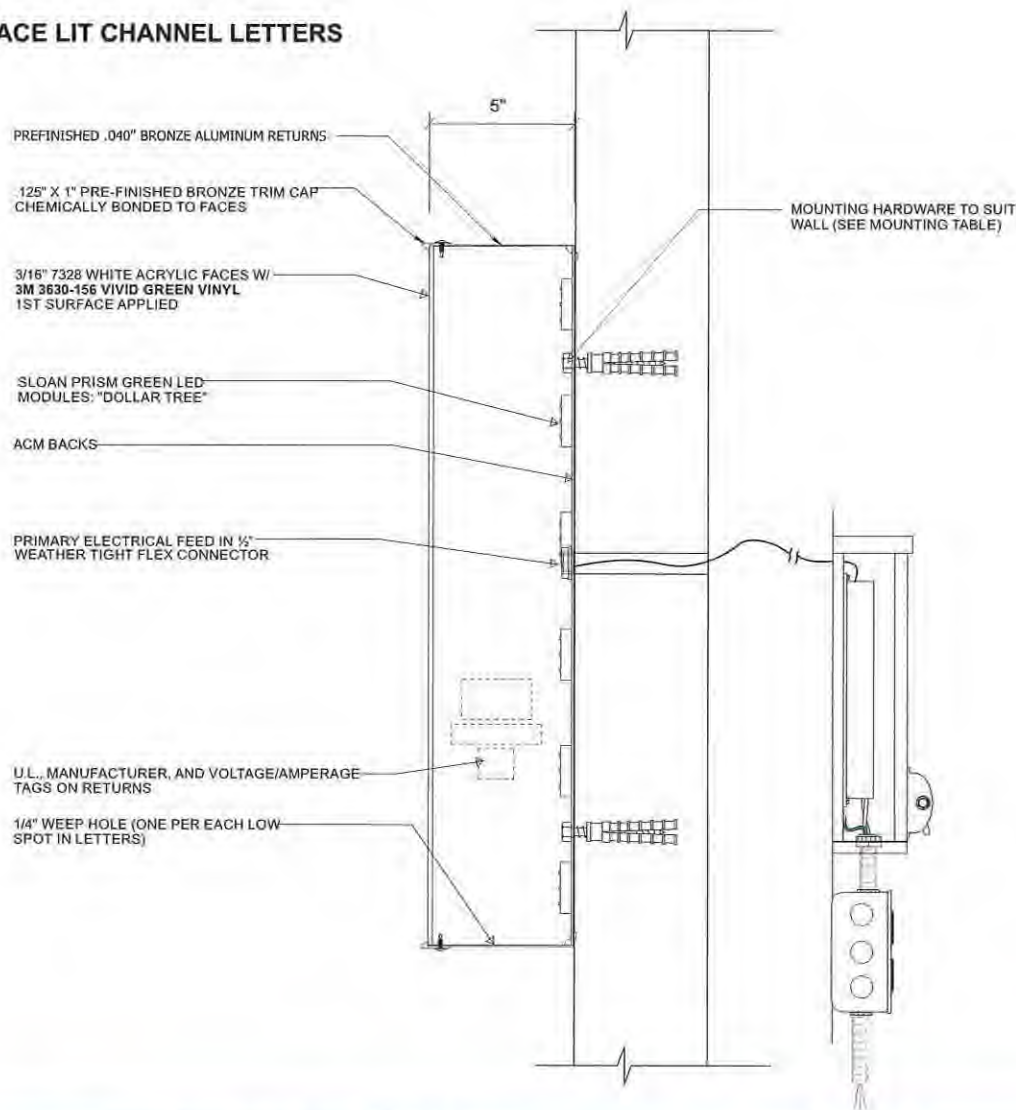 ACE LIT CHANNEL LETTERS
5"
PREFINISHED .040" BRONZE ALUMINUM RETURNS
.125" X 1" PRE-FINISHED BRONZE TRIM CAP
CHEMICALLY BONDED TO FACES
MOUNTING HARDWARE TO SUIT
WALL (SEE MOUNTING TABLE)
3/16" 7328 WHITE ACRYLIC FACES W/
3M 3630-156 VIVID GREEN VINYL
1ST SURFACE APPLIED
SLOAN PRISM GREEN LED
MODULES: "DOLLAR TREE"
ACM BACKS
PRIMARY ELECTRICAL FEED IN ½"
WEATHER TIGHT FLEX CONNECTOR
U.L., MANUFACTURER, AND VOLTAGE/AMPERAGE
TAGS ON RETURNS
1/4" WEEP HOLE (ONE PER EACH LOW
SPOT IN LETTERS)